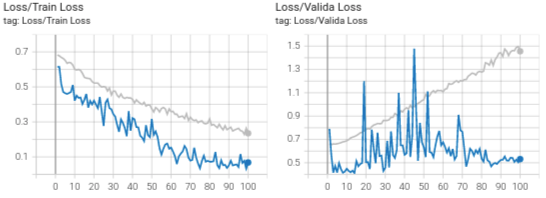 Loss/Train Loss
tag: Loss/Train Loss
0.7
0.5
0.3
0.1
0 10 20 30 40 50 60 70 80 90 100
Loss/Valida Loss
tag: Loss/Valida Loss
1.5
1.3
1.1
0.9
0.7
0.5
0 10 20 30 40 50 60 70 80 90 100